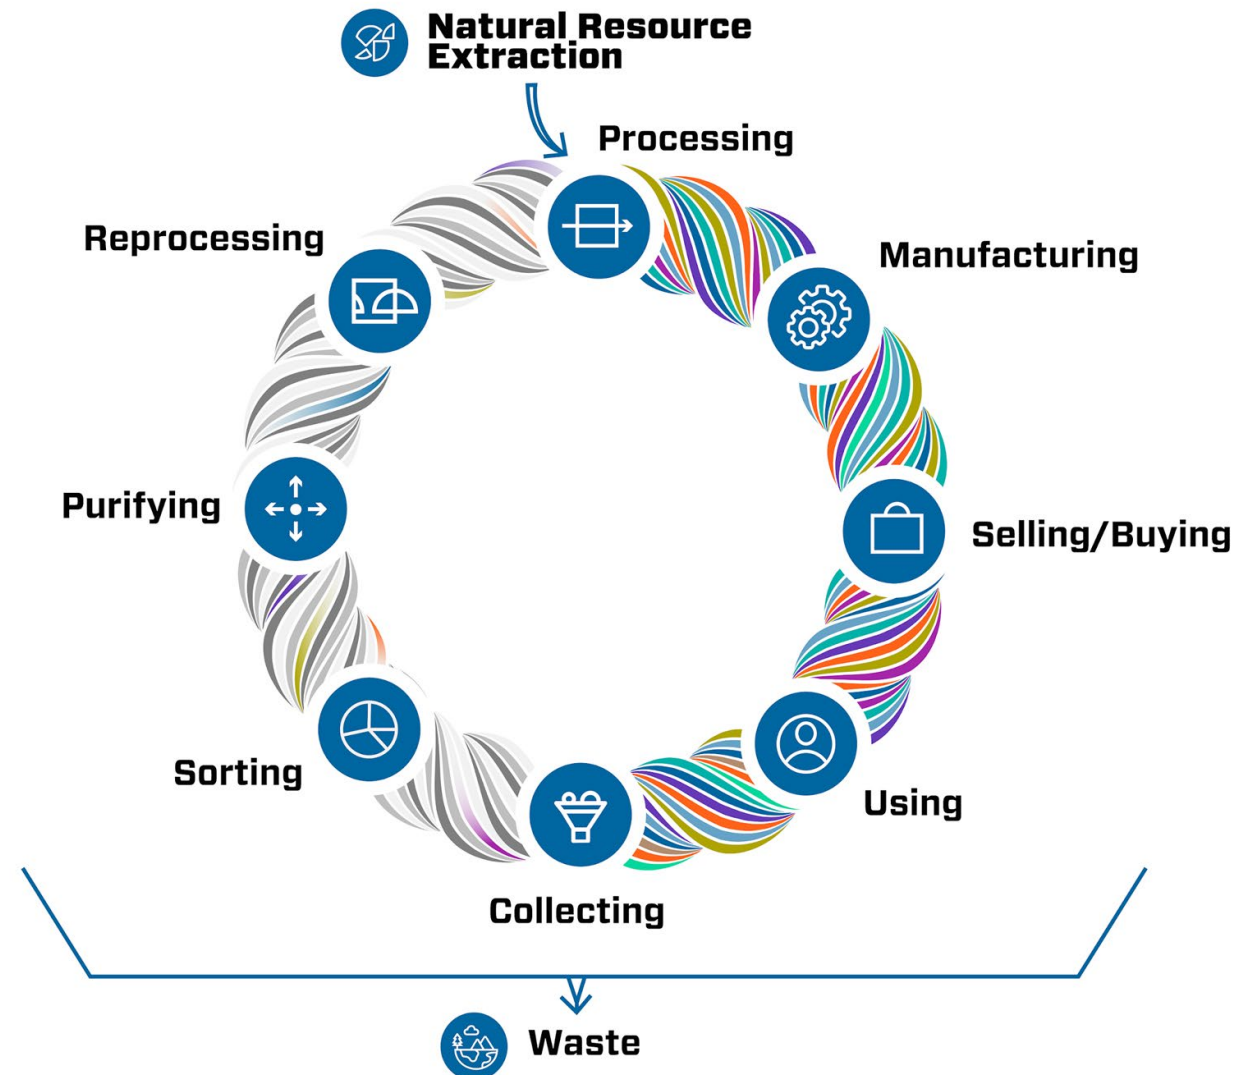 Natural Resource
Extraction
Processing
Manufacturing
Selling/Buying
Using
Collecting
Sorting
Purifying
Reprocessing
Waste